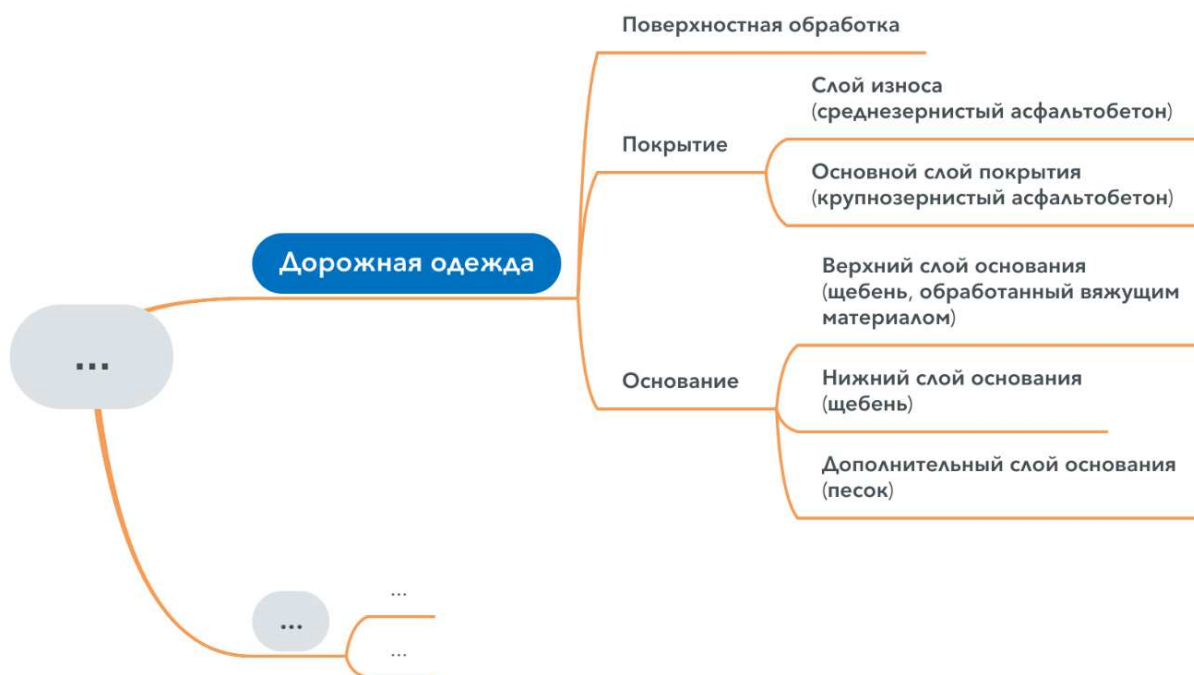 Поверхностная обработка
Слой износа
(среднезернистый асфальтобетон)
Покрытие
Основной слой покрытия
(крупнозернистый асфальтобетон)
Дорожная одежда
Верхний слой основания
(щебень, обработанный вяжущим
материалом)
...
Основание
Нижний слой основания
(щебень)
Дополнительный слой основания
(песок)
...
...
...